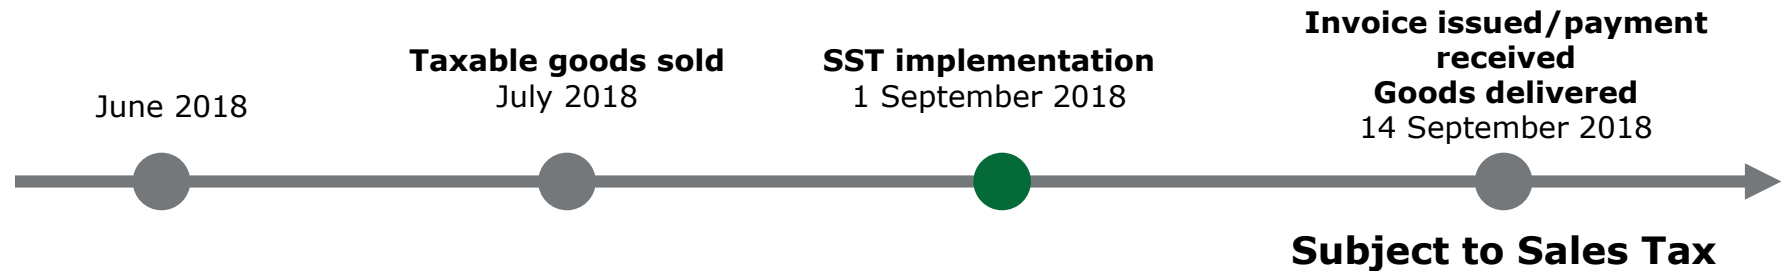 June 2018
Taxable goods sold
July 2018
SST implementation
1 September 2018
Invoice issued/payment
received
Goods delivered
14 September 2018
Subject to Sales Tax